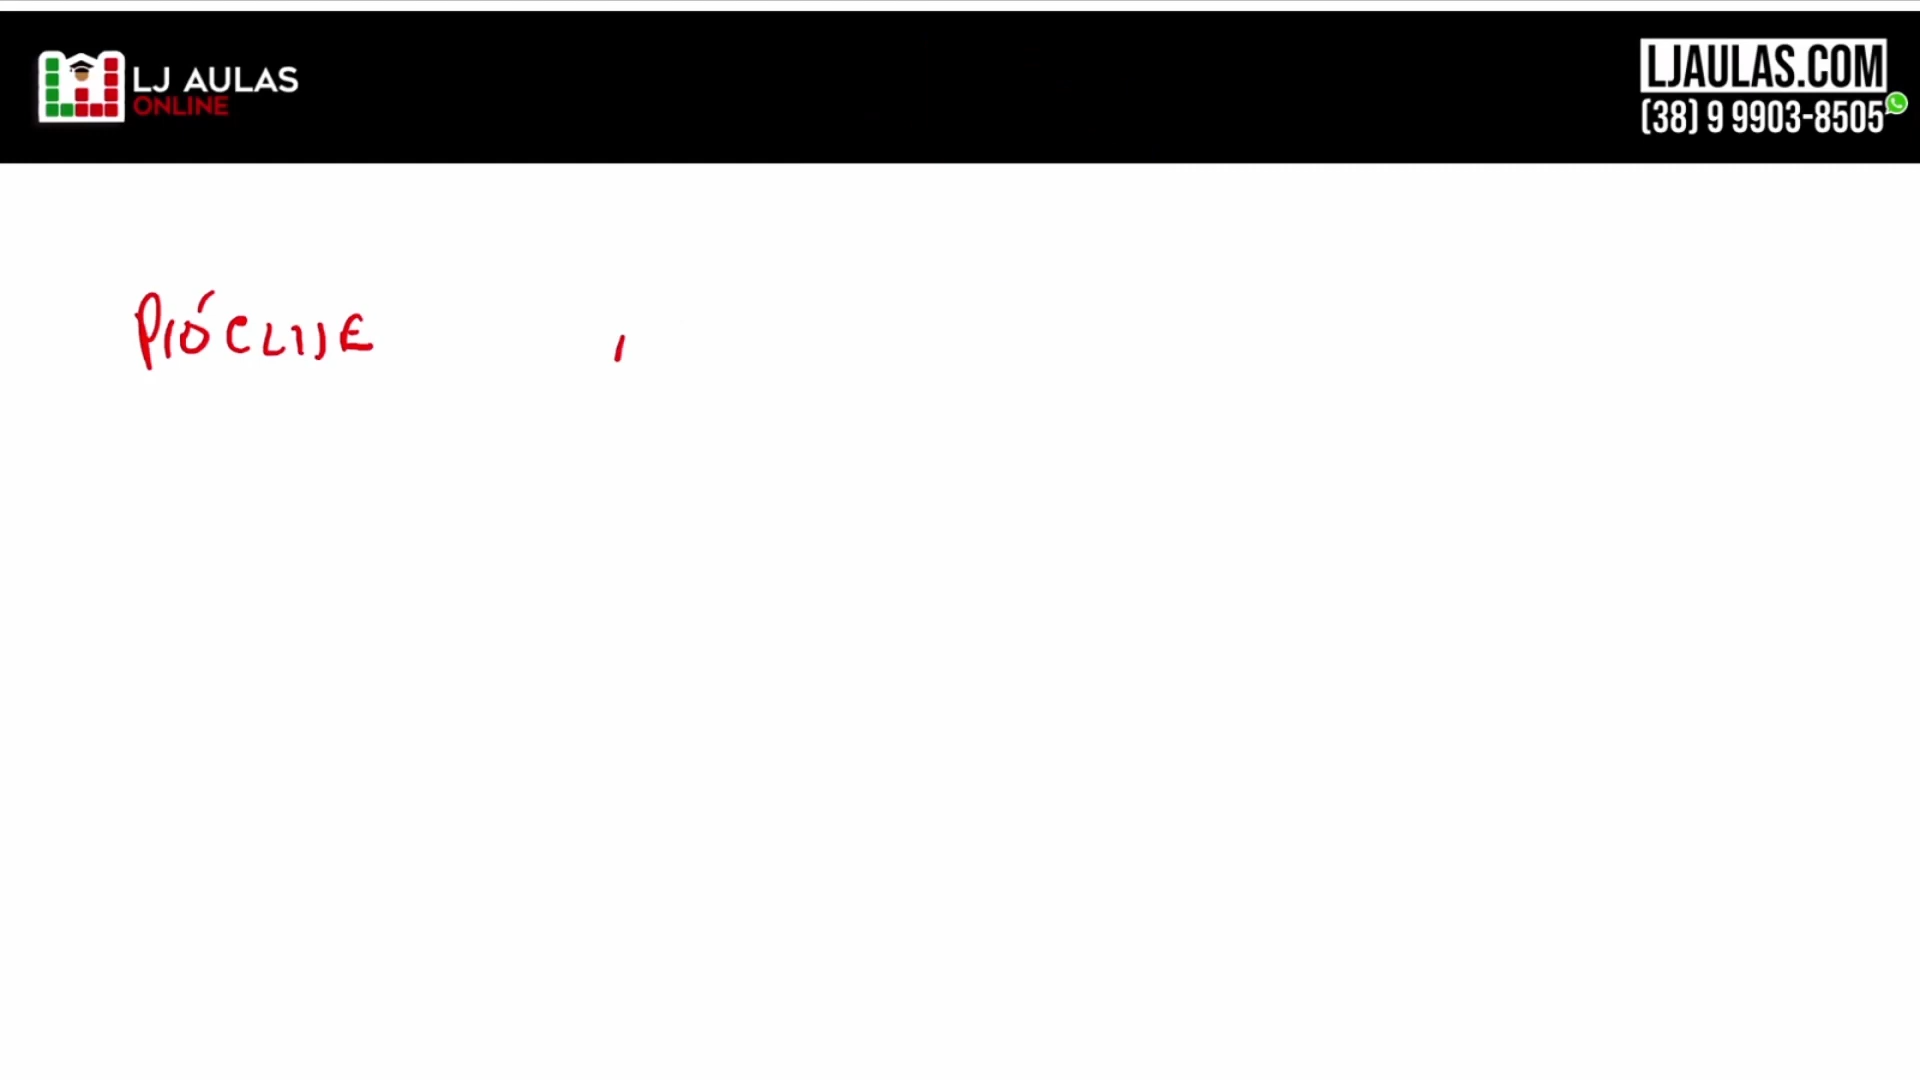 LJ AULAS
ONLINE
LJAULAS.COM
(38) 9 9903-8505
PRÓCLISE